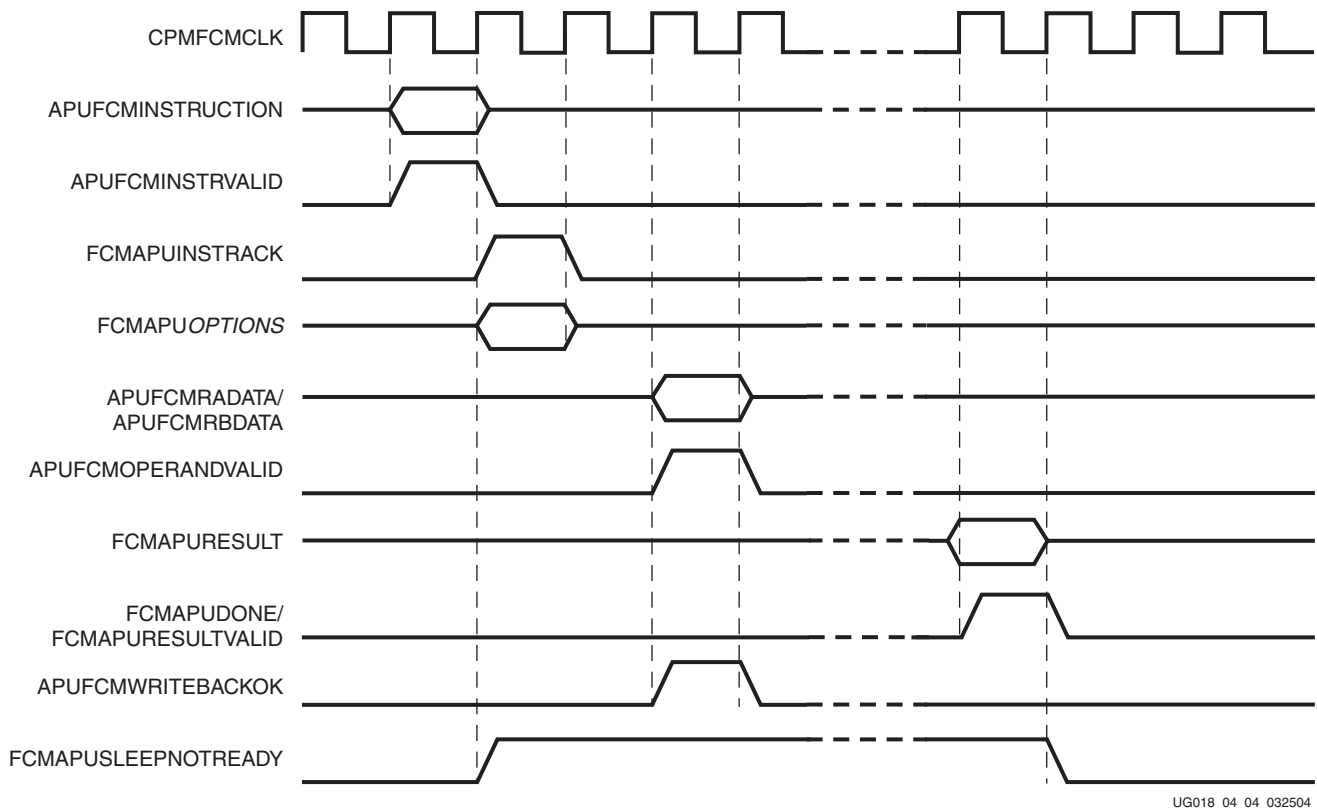 CPMFCMCLK
APUFCMINSTRUCTION
APUFCMINSTRVALID
FCMAPUINSTRACK
FCMAPUOPTIONS
APUFCMRADATA/
APUFCMRBDATA
APUFCMOPERANDVALID
FCMAPURESULT
FCMAPUDONE/
FCMAPURESULTVALID
APUFCMWRITEBACKOK
FCMAPUSLEEPNOTREADY
UG018_04_04_032504